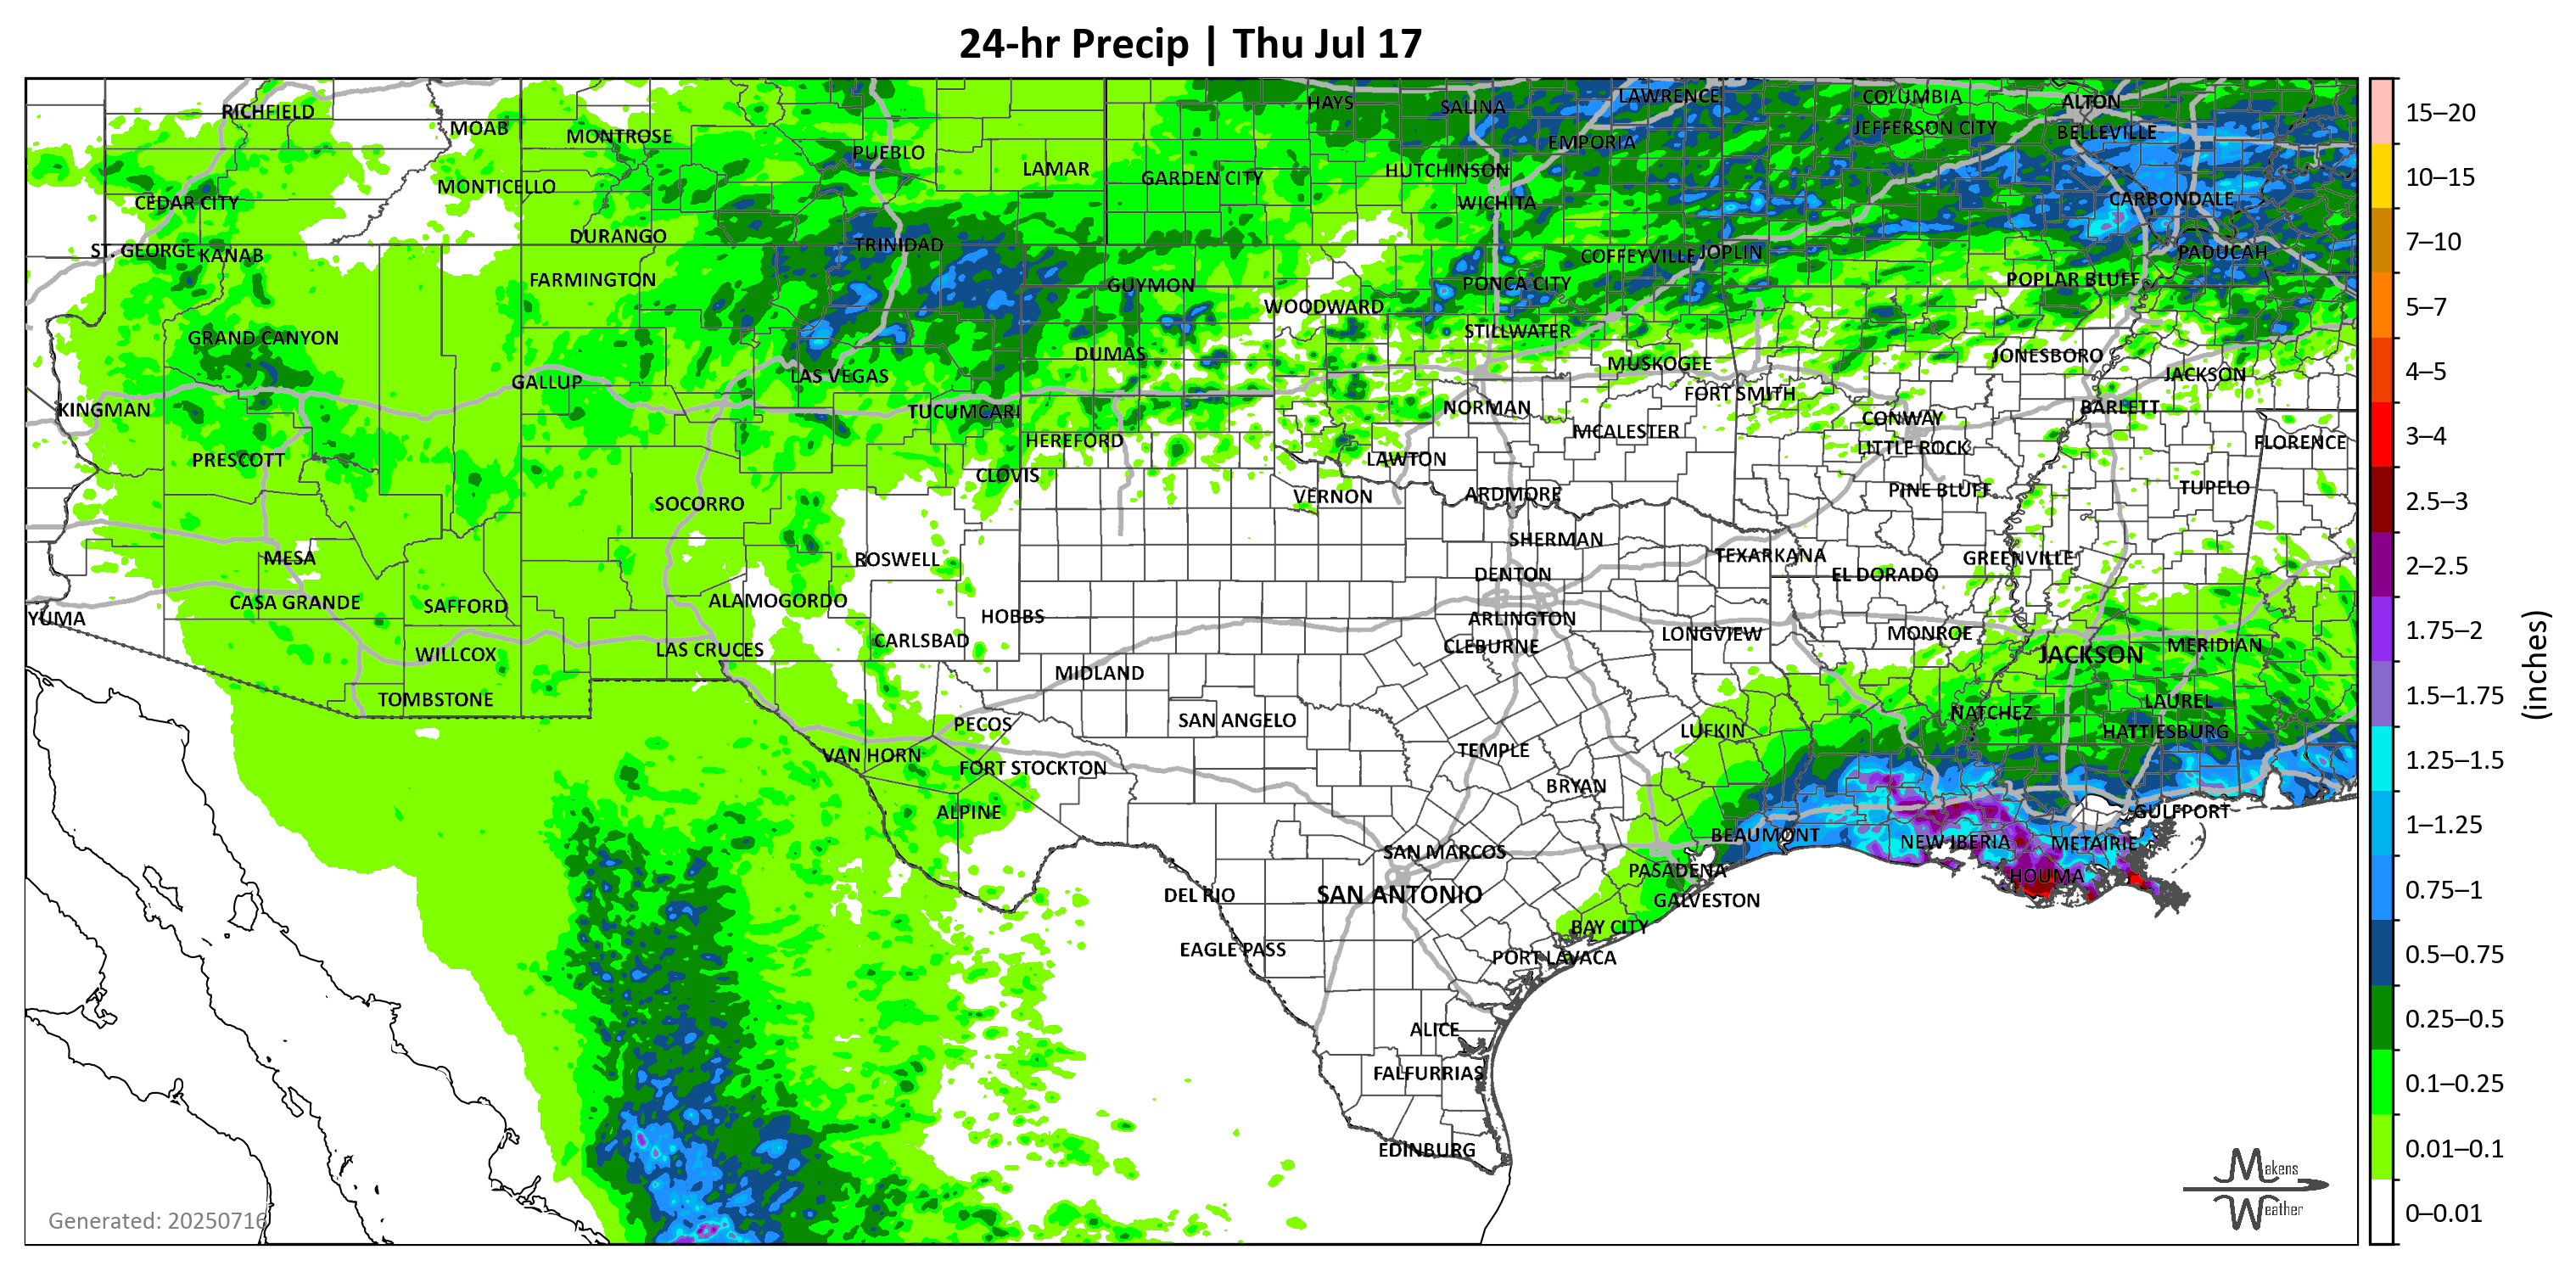 24-hr Precip | Thu Jul 17
RICHFIELD
MOAB
MONTROSE
PUEBLO
LAMAR
GARDEN CITY
HAYS
SALINA
LAWRENCE
COLUMBIA
ALTON
JEFFERSON CITY
BELLEVILLE
EMPORIA
HUTCHINSON
MONTICELLO
CEDAR CITY
WICHITA
CARBONDALE
DURANGO
TRINIDAD
ST. GEORGE
KANAB
COFFEYVILLE
JOPLIN
PADUCAH
FARMINGTON
GUYMON
PONCA CITY
POPLAR BLUFF
WOODWARD
GRAND CANYON
STILLWATER
DUMAS
MUSKOGEE
JONESBORO
GALLUP
LAS VEGAS
JACKSON
FORT SMITH
KINGMAN
TUCUMCARI
NORMAN
CONWAY
BARLETT
HEREFORD
MCALESTER
LITTLE ROCK
FLORENCE
PRESCOTT
LAWTON
CLOVIS
VERNON
ARDMORE
PINE BLUFF
TUPELO
SOCORRO
SHERMAN
MESA
ROSWELL
TEXARKANA
GREENVILLE
DENTON
EL DORADO
CASA GRANDE
SAFFORD
ALAMOGORDO
YUMA
HOBBS
ARLINGTON
CARLSBAD
LONGVIEW
MONROE
WILLCOX
LAS CRUCES
CLEBURNE
JACKSON
MERIDIAN
MIDLAND
TOMBSTONE
PECOS
SAN ANGELO
LUFKIN
NATCHEZ
LAUREL
HATTIESBURG
VAN HORN
FORT STOCKTON
TEMPLE
BRYAN
ALPINE
GULFPORT
BEAUMONT
NEW IBERIA
METAIRIE
SAN MARCOS
PASADENA
HOUMA
DEL RIO
SAN ANTONIO
GALVESTON
BAY CITY
EAGLE PASS
PORT LAVACA
ALICE
FALFURRIAS
EDINBURG
Generated: 20250716
Makens
Weather
15–20
10–15
7–10
5–7
4–5
3–4
2.5–3
2–2.5
1.75–2
1.5–1.75
1.25–1.5
1–1.25
0.75–1
0.5–0.75
0.25–0.5
0.1–0.25
0.01–0.1
0–0.01
(inches)